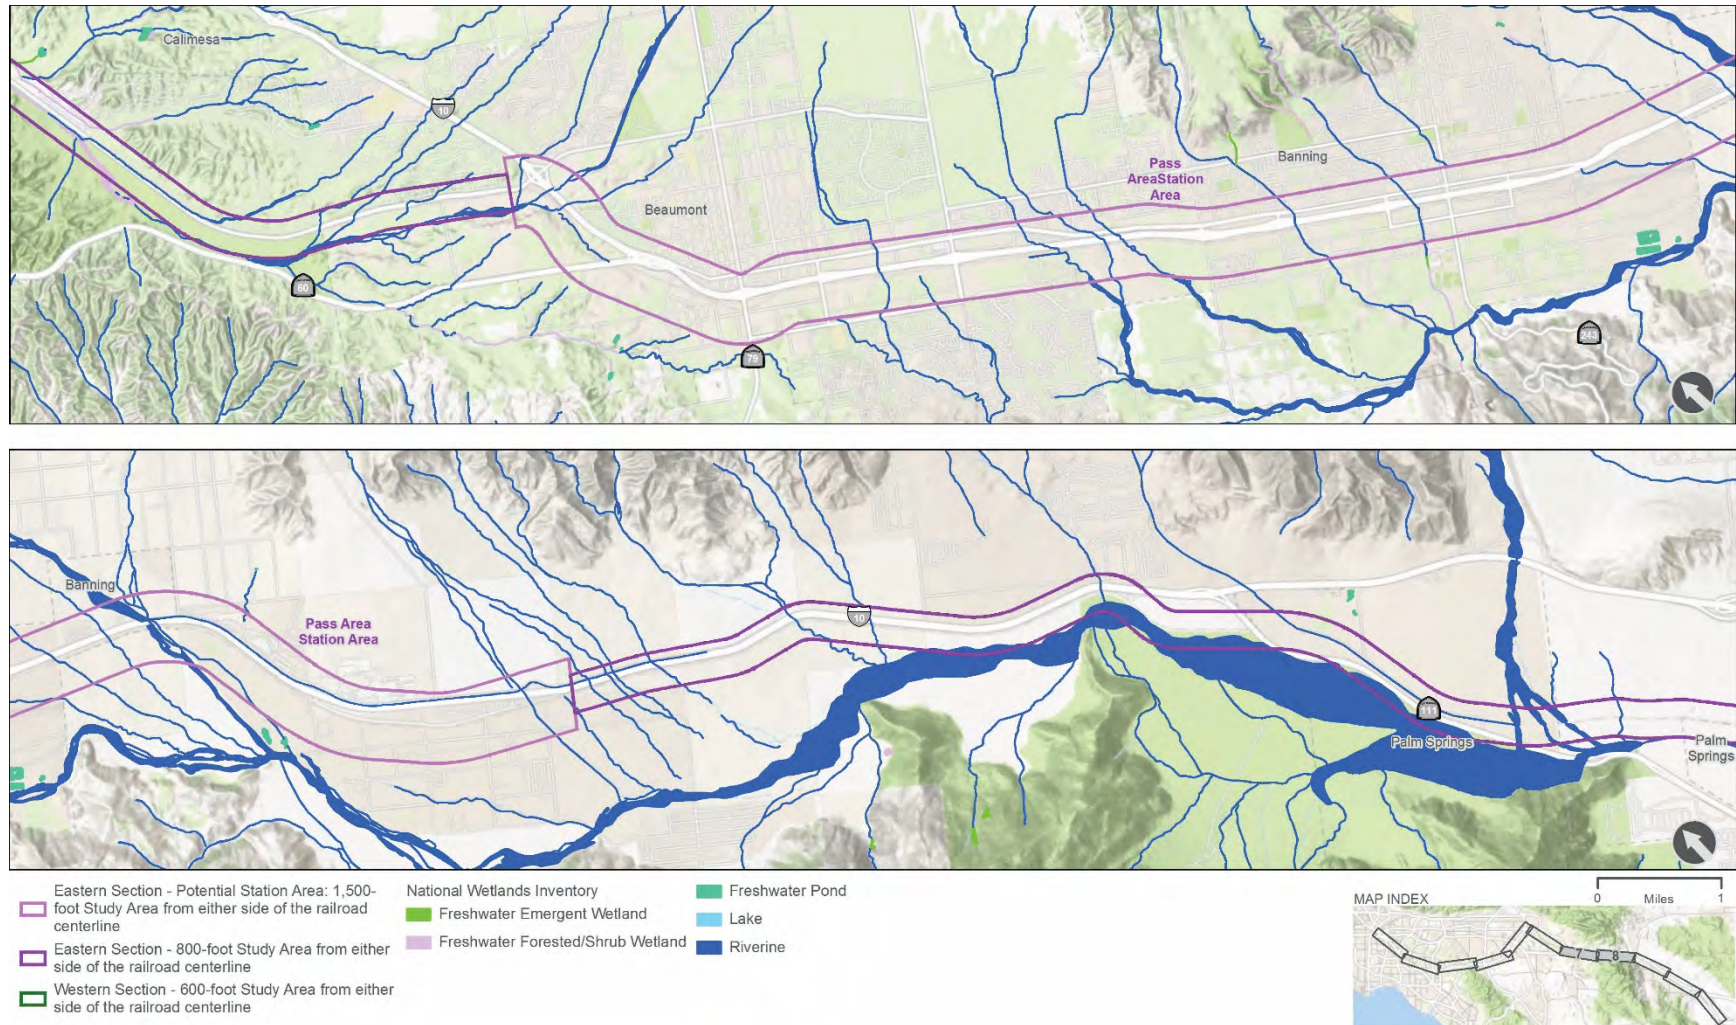 Calimesa
10
Pass
AreaStation
Area
Banning
Beaumont
60
79
243
Banning
Pass Area
Station Area
10
111
Palm Springs
Palm
Springs
Eastern Section - Potential Station Area: 1,500-
foot Study Area from either side of the railroad
centerline
Eastern Section - 800-foot Study Area from either
side of the railroad centerline
Western Section - 600-foot Study Area from either
side of the railroad centerline
National Wetlands Inventory
Freshwater Emergent Wetland
Freshwater Forested/Shrub Wetland
Freshwater Pond
Lake
Riverine
0 Miles 1
MAP INDEX
7
8